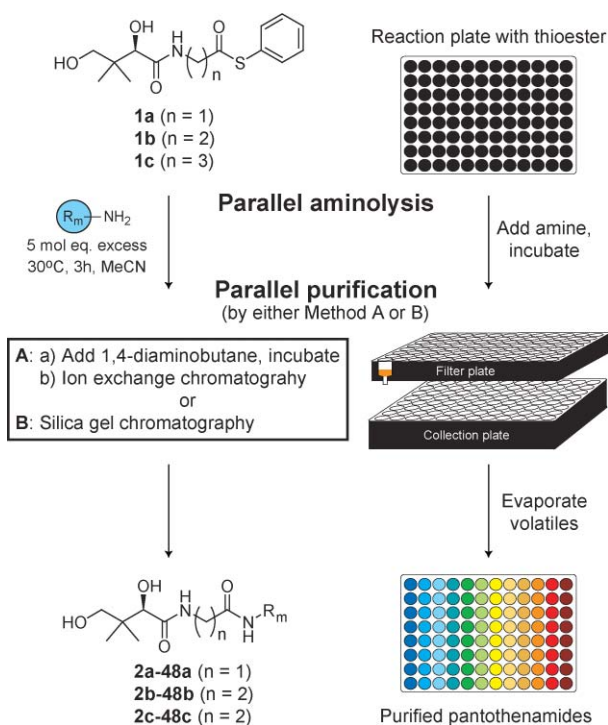 OH
HO
O
H
N
O
S
n
1a (n = 1)
1b (n = 2)
1c (n = 3)
Reaction plate with thioester
Parallel aminolysis
Rm NH2
5 mol eq. excess
30ºC, 3h, MeCN
Add amine,
incubate
Parallel purification
(by either Method A or B)
A: a) Add 1,4-diaminobutane, incubate
b) Ion exchange chromatograhy
or
B: Silica gel chromatography
Filter plate
Collection plate
Evaporate
volatiles
OH
HO
O
H
N
O
N
H
Rm
n
2a-48a (n = 1)
2b-48b (n = 2)
2c-48c (n = 2)
Purified pantothenamides